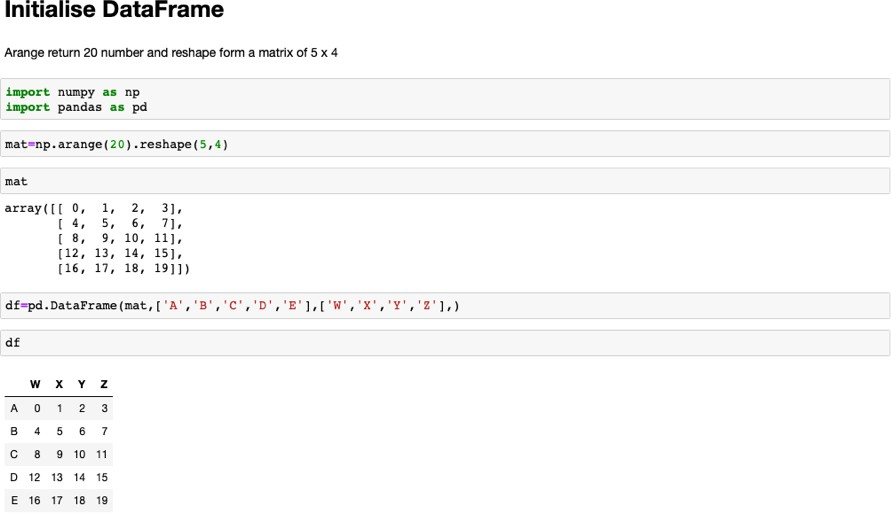 Initialise DataFrame
Arange return 20 number and reshape form a matrix of 5 x 4
import numpy as np
import pandas as pd
mat=np.arange(20).reshape(5,4)
mat
array([[ 0,  1,  2,  3],
       [ 4,  5,  6,  7],
       [ 8,  9, 10, 11],
       [12, 13, 14, 15],
       [16, 17, 18, 19]])
df=pd.DataFrame(mat,['A','B','C','D','E'],['W','X','Y','Z'],)
df
W X Y Z
A 0 1 2 3
B 4 5 6 7
C 8 9 10 11
D 12 13 14 15
E 16 17 18 19